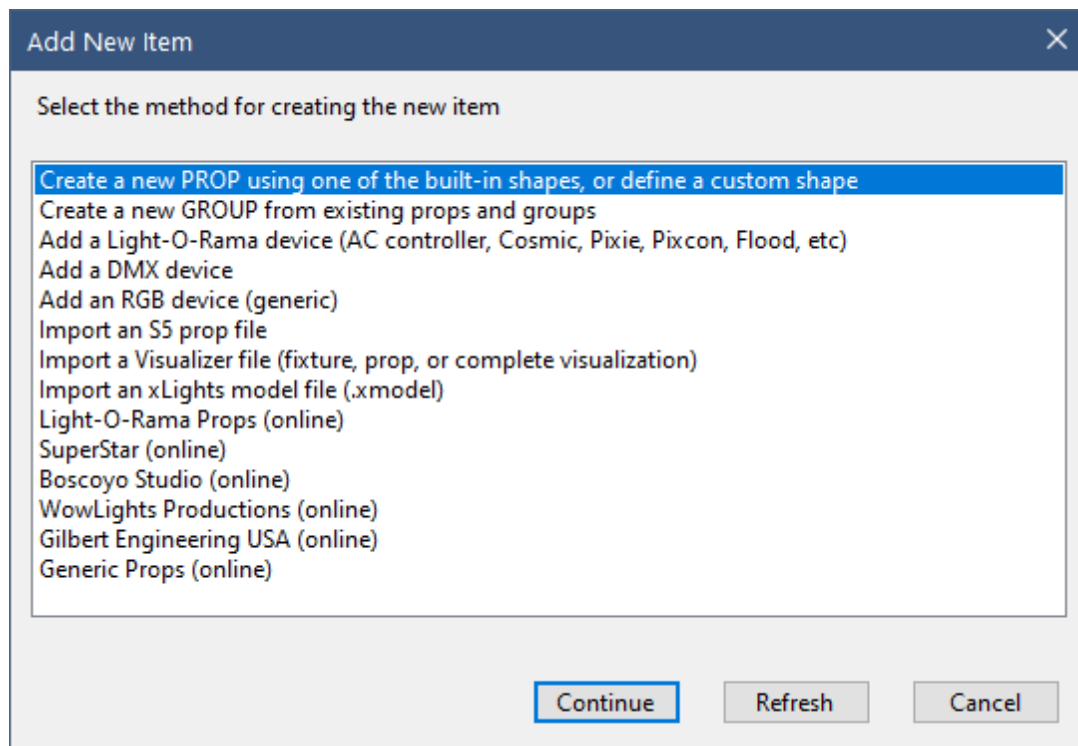 Add New Item
Select the method for creating the new item
Create a new PROP using one of the built-in shapes, or define a custom shape
Create a new GROUP from existing props and groups
Add a Light-O-Rama device (AC controller, Cosmic, Pixie, Pixcon, Flood, etc)
Add a DMX device
Add an RGB device (generic)
Import an S5 prop file
Import a Visualizer file (fixture, prop, or complete visualization)
Import an xLights model file (.xmodel)
Light-O-Rama Props (online)
SuperStar (online)
Boscoyo Studio (online)
WowLights Productions (online)
Gilbert Engineering USA (online)
Generic Props (online)
Continue Refresh Cancel